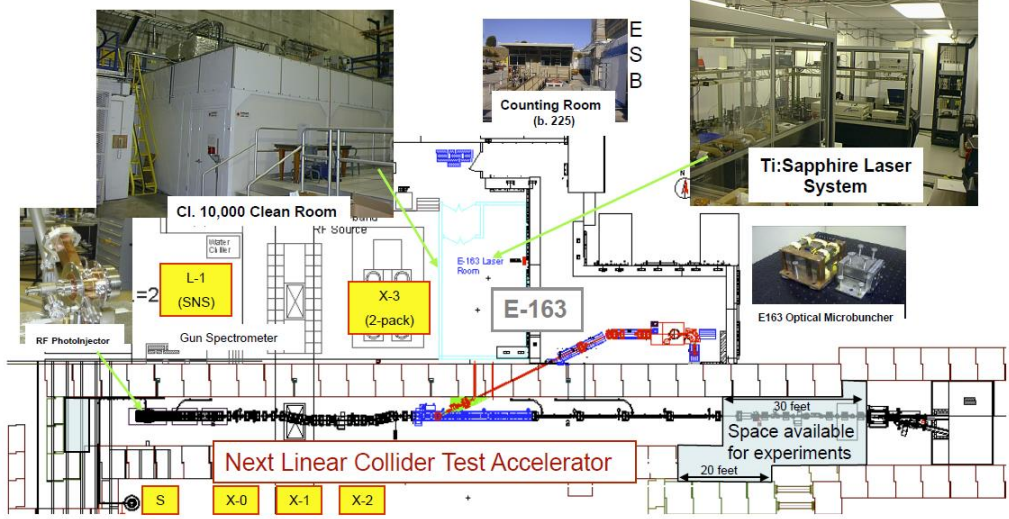 E
S
B
Counting Room
(b. 225)
Ti:Sapphire Laser
System
N
Cl. 10,000 Clean Room
RF Source
Water
Chiller
E-163 Laser
Room
L-1
(SNS)
X-3
(2-pack)
E-163
E163 Optical Microbuncher
RF PhotoInjector
Gun Spectrometer
30 feet
Space available
for experiments
20 feet
Next Linear Collider Test Accelerator
S
X-0
X-1
X-2